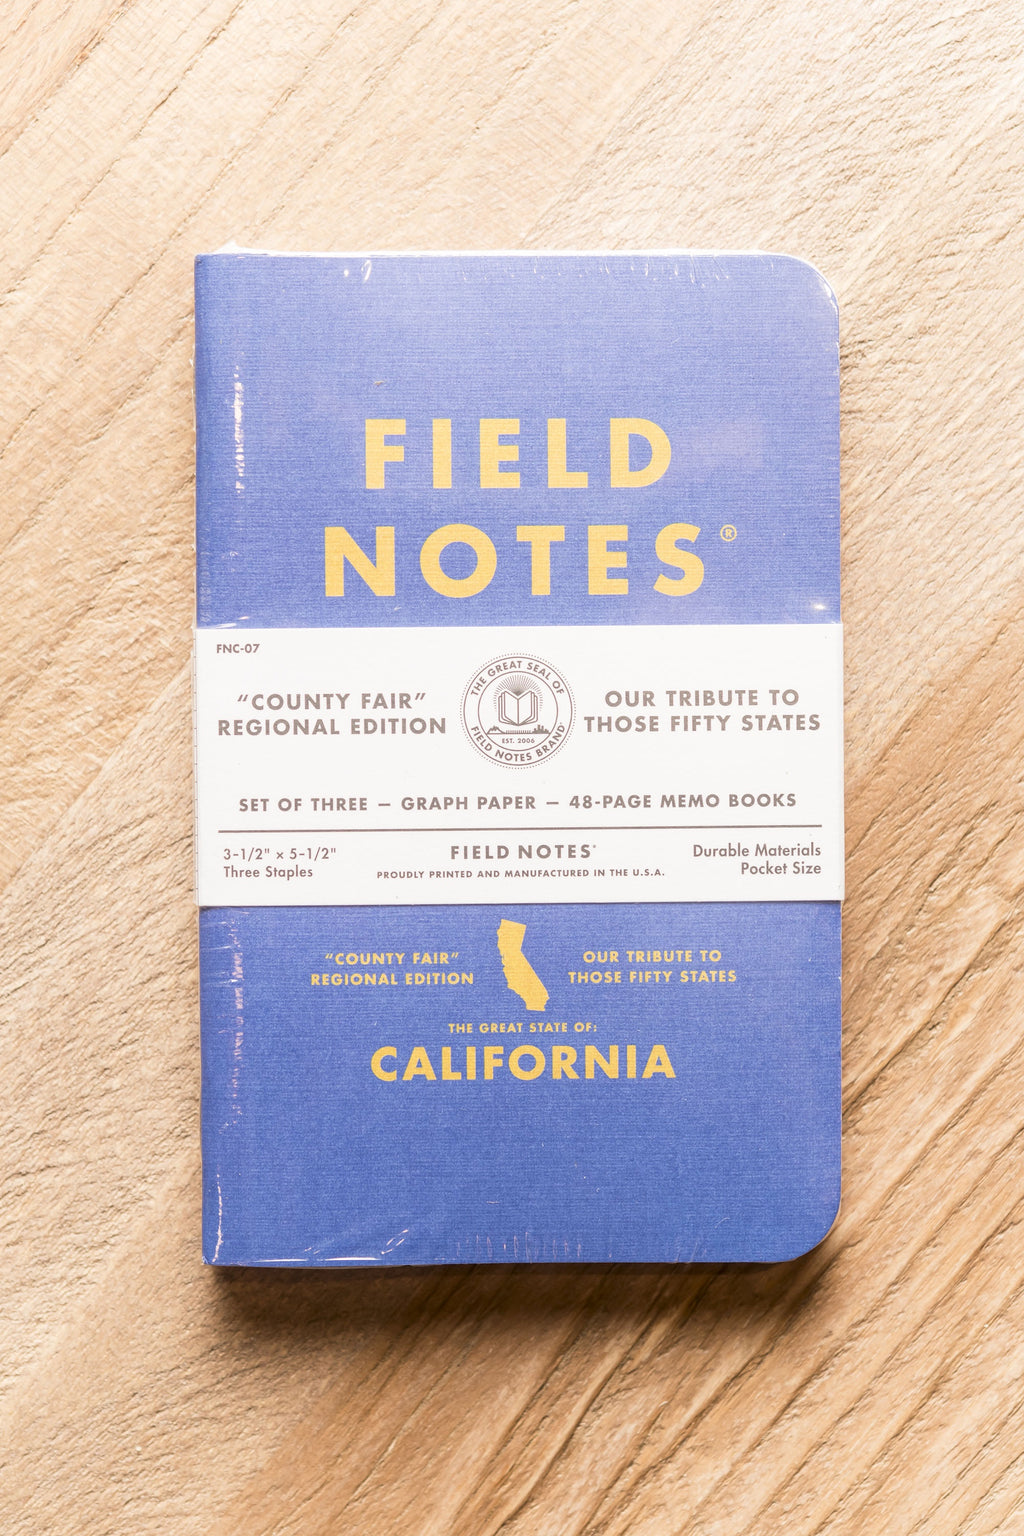 FIELD
NOTES®
FNC-07
"COUNTY FAIR"
REGIONAL EDITION
THE GREAT SEAL OF
EST. 2006
FIELD NOTES BRAND
OUR TRIBUTE TO
THOSE FIFTY STATES
SET OF THREE — GRAPH PAPER — 48-PAGE MEMO BOOKS
3-1/2" × 5-1/2"
Three Staples
FIELD NOTES®
PROUDLY PRINTED AND MANUFACTURED IN THE U.S.A.
Durable Materials
Pocket Size
"COUNTY FAIR"
REGIONAL EDITION
OUR TRIBUTE TO
THOSE FIFTY STATES
THE GREAT STATE OF:
CALIFORNIA